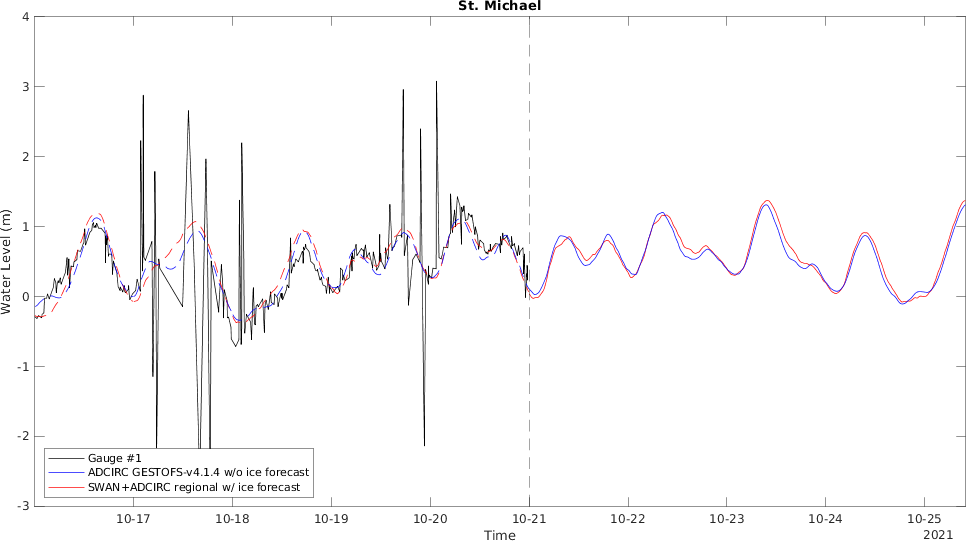 St. Michael
4
3
2
1
0
-1
-2
-3
Water Level (m)
Gauge #1
ADCIRC GESTOFS-v4.1.4 w/o ice forecast
SWAN+ADCIRC regional w/ ice forecast
10-17 10-18 10-19 10-20 10-21 10-22 10-23 10-24 10-25
2021
Time